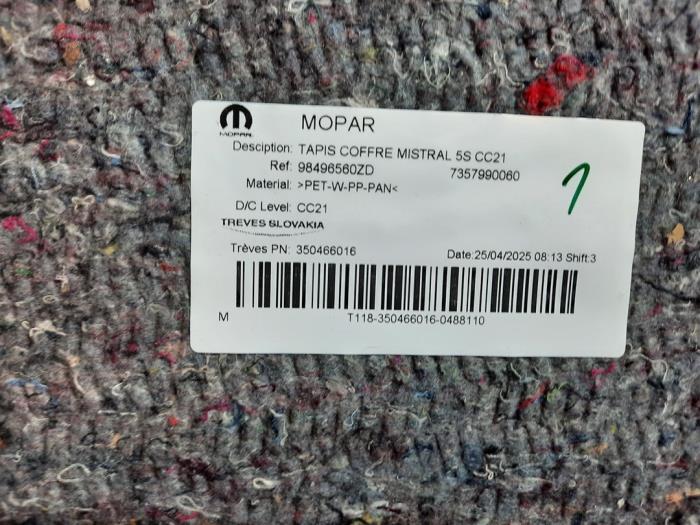 MOPAR
MOPAR
Desciption: TAPIS COFFRE MISTRAL 5S CC21
Ref: 98496560ZD 7357990060
Material: >PET-W-PP-PAN<
1
D/C Level: CC21
TREVES SLOVAKIA
Trèves PN: 350466016 Date:25/04/2025 08:13 Shift:3
M T118-350466016-0488110